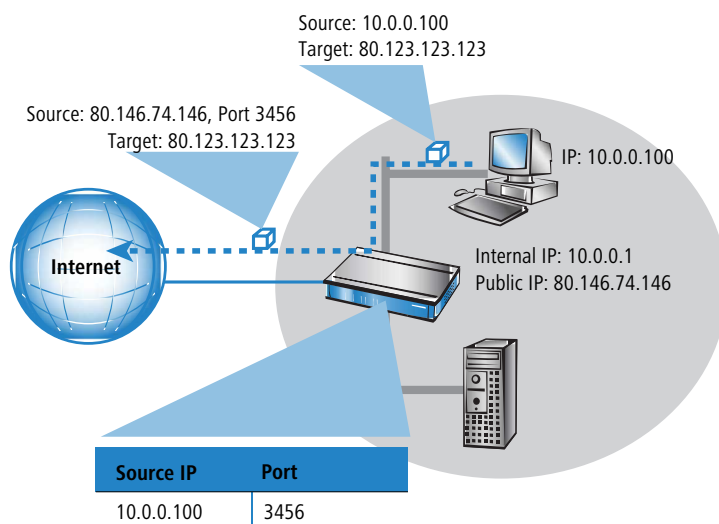 Source: 10.0.0.100
Target: 80.123.123.123
Source: 80.146.74.146, Port 3456
Target: 80.123.123.123
IP: 10.0.0.100
Internet
Internal IP: 10.0.0.1
Public IP: 80.146.74.146
Source IP Port
10.0.0.100 3456